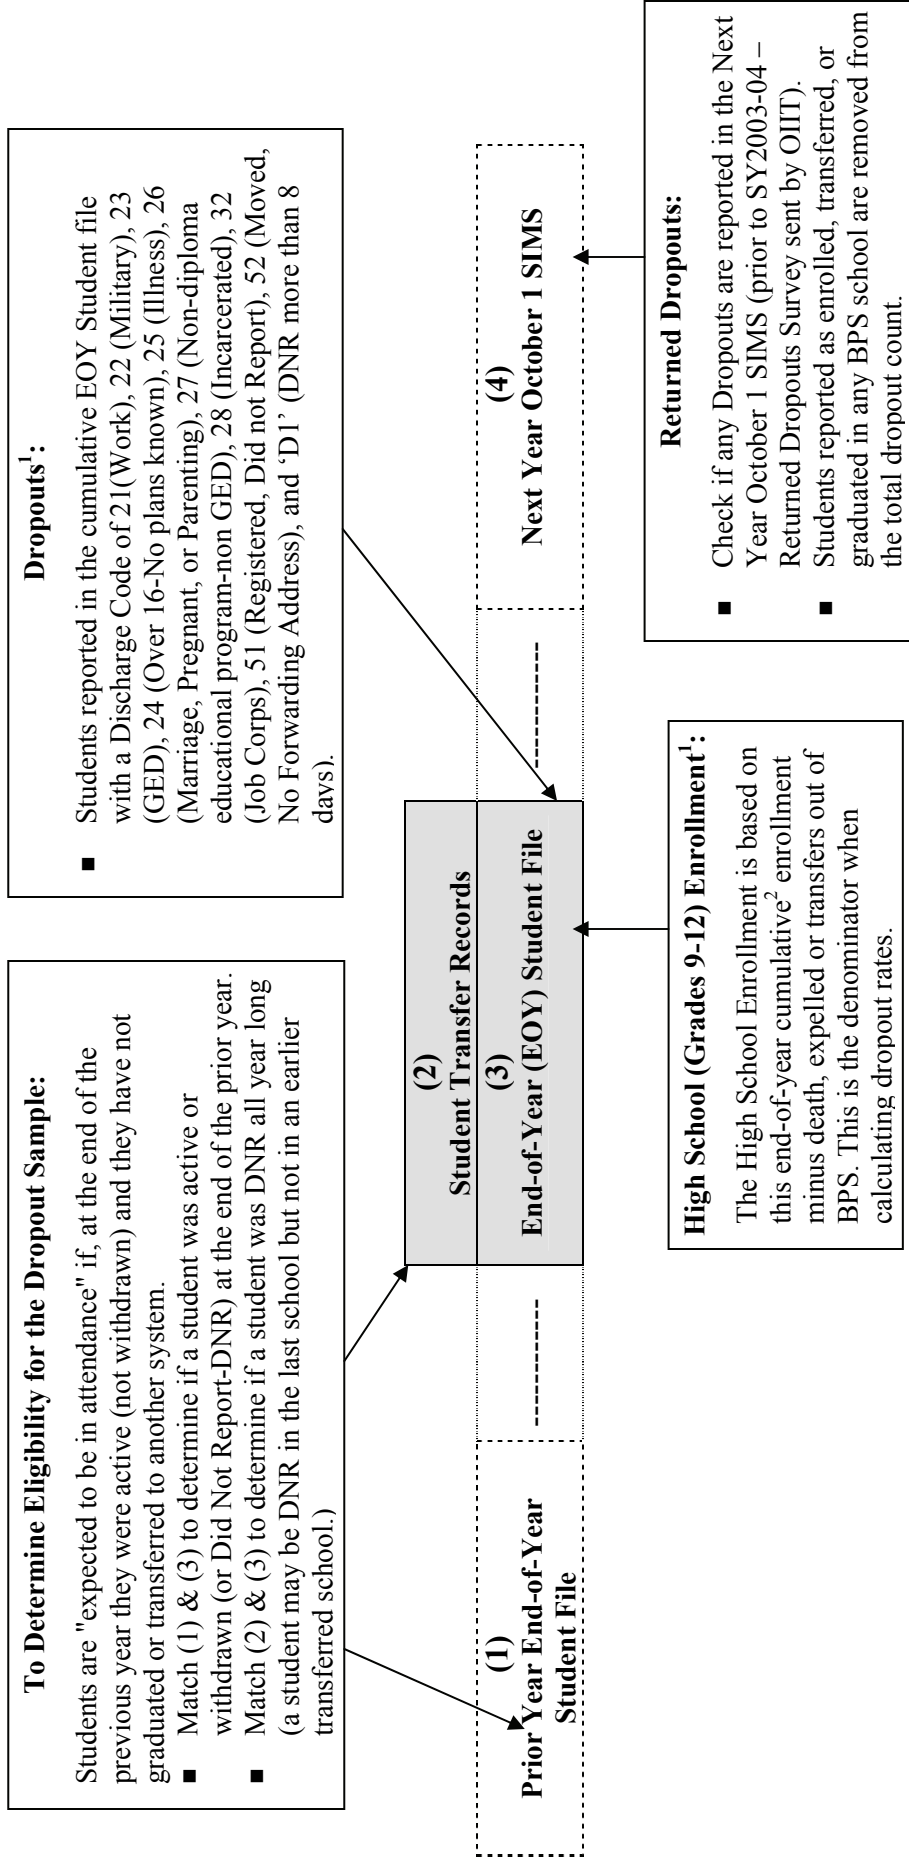 To Determine Eligibility for the Dropout Sample:
Students are "expected to be in attendance" if, at the end of the
previous year they were active (not withdrawn) and they have not
graduated or transferred to another system.
■ Match (1) & (3) to determine if a student was active or
withdrawn (or Did Not Report-DNR) at the end of the prior year.
■ Match (2) & (3) to determine if a student was DNR all year long
(a student may be DNR in the last school but not in an earlier
transferred school.)
Dropouts¹:
■ Students reported in the cumulative EOY Student file
with a Discharge Code of 21(Work), 22 (Military), 23
(GED), 24 (Over 16-No plans known), 25 (Illness), 26
(Marriage, Pregnant, or Parenting), 27 (Non-diploma
educational program-non GED), 28 (Incarcerated), 32
(Job Corps), 51 (Registered, Did not Report), 52 (Moved,
No Forwarding Address), and ‘D1’ (DNR more than 8
days).
(1)
Prior Year End-of-Year
Student File
(2)
Student Transfer Records
(3)
End-of-Year (EOY) Student File
(4)
Next Year October 1 SIMS
High School (Grades 9-12) Enrollment¹:
The High School Enrollment is based on
this end-of-year cumulative² enrollment
minus death, expelled or transfers out of
BPS. This is the denominator when
calculating dropout rates.
Returned Dropouts:
■ Check if any Dropouts are reported in the Next
Year October 1 SIMS (prior to SY2003-04 –
Returned Dropouts Survey sent by OIIT).
■ Students reported as enrolled, transferred, or
graduated in any BPS school are removed from
the total dropout count.